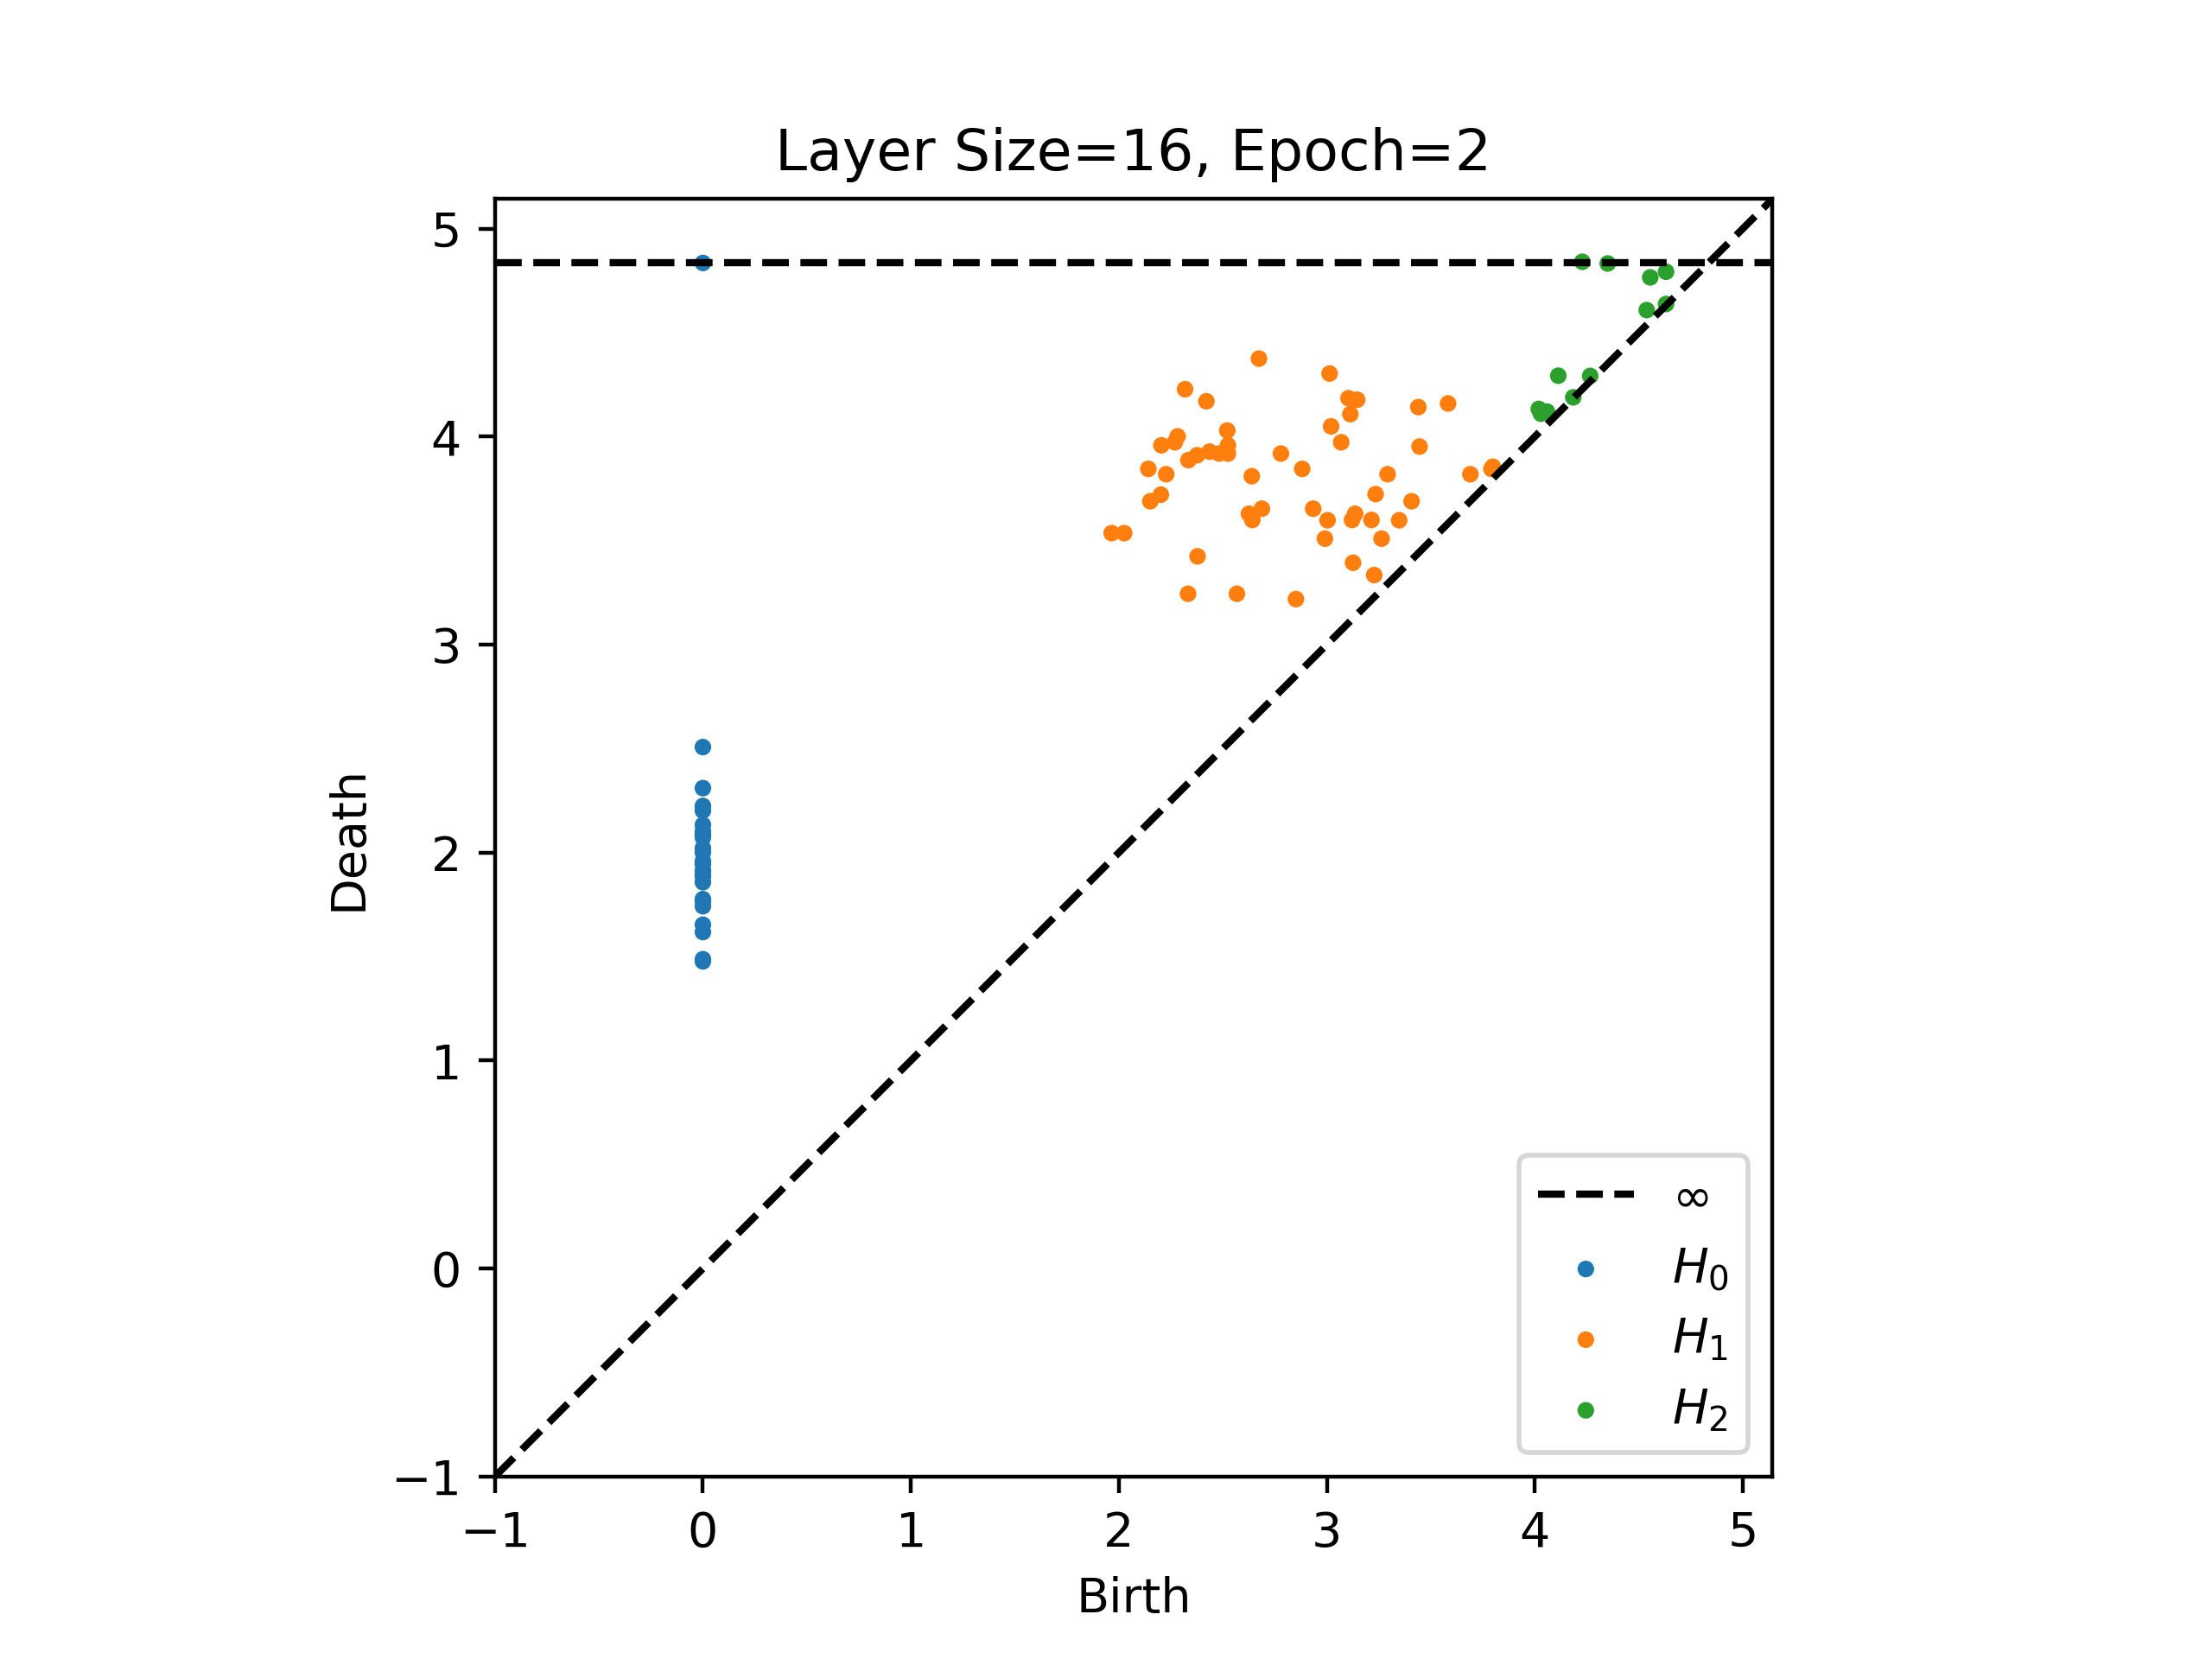 Layer Size=16, Epoch=2
5
4
3
2
1
0
−1
Death
−1 0 1 2 3 4 5
Birth
∞
H₀
H₁
H₂